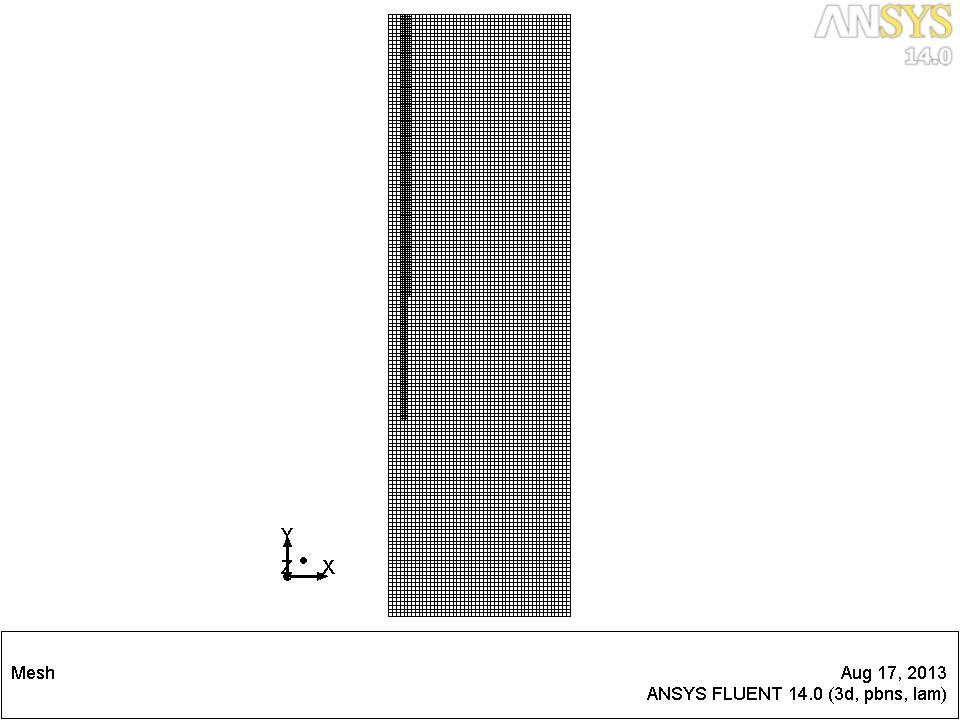 ANSYS
14.0
Y
Z X
Mesh
Aug 17, 2013
ANSYS FLUENT 14.0 (3d, pbns, lam)